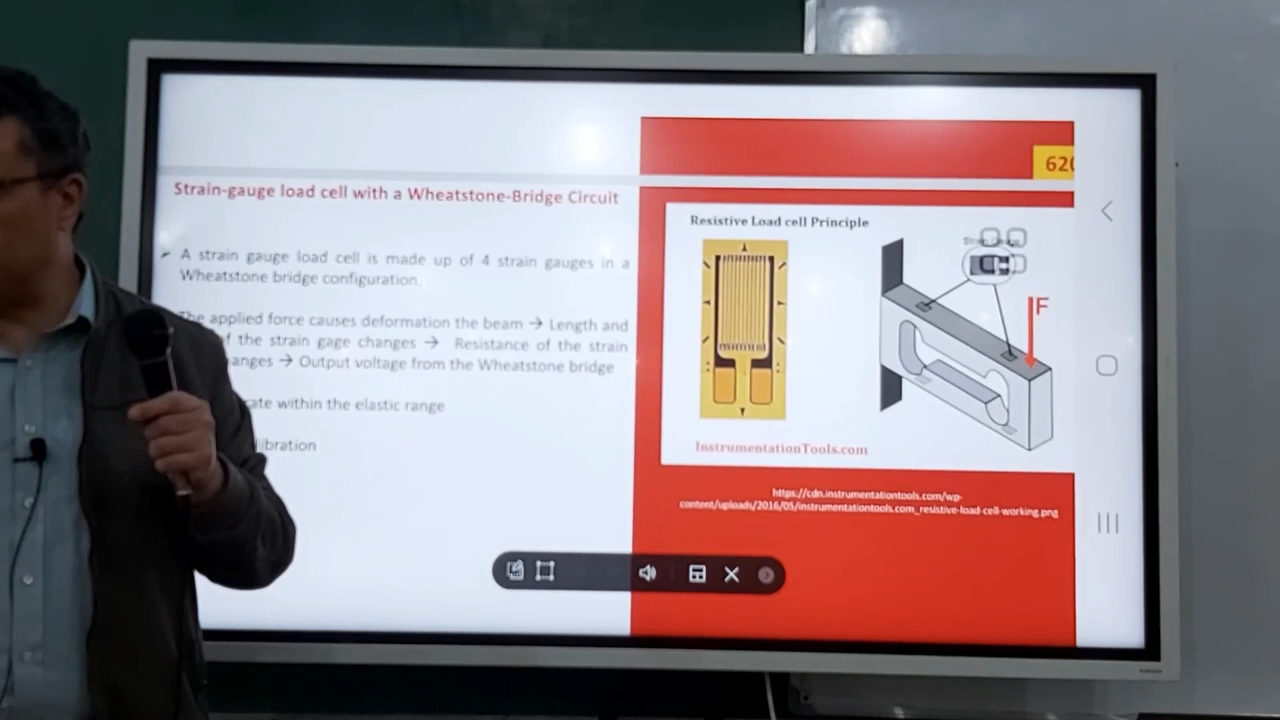 620
Strain-gauge load cell with a Wheatstone-Bridge Circuit
A strain gauge load cell is made up of 4 strain gauges in a
Wheatstone bridge configuration.
The applied force causes deformation the beam → Length and
the strain gage changes → Resistance of the strain
→ Output voltage from the Wheatstone bridge
within the elastic range
Resistive Load cell Principle
F
InstrumentationTools.com
https://cdn.instrumentationtools.com/wp-
content/uploads/2016/05/instrumentationtools.com_resistive-load-cell-working.png